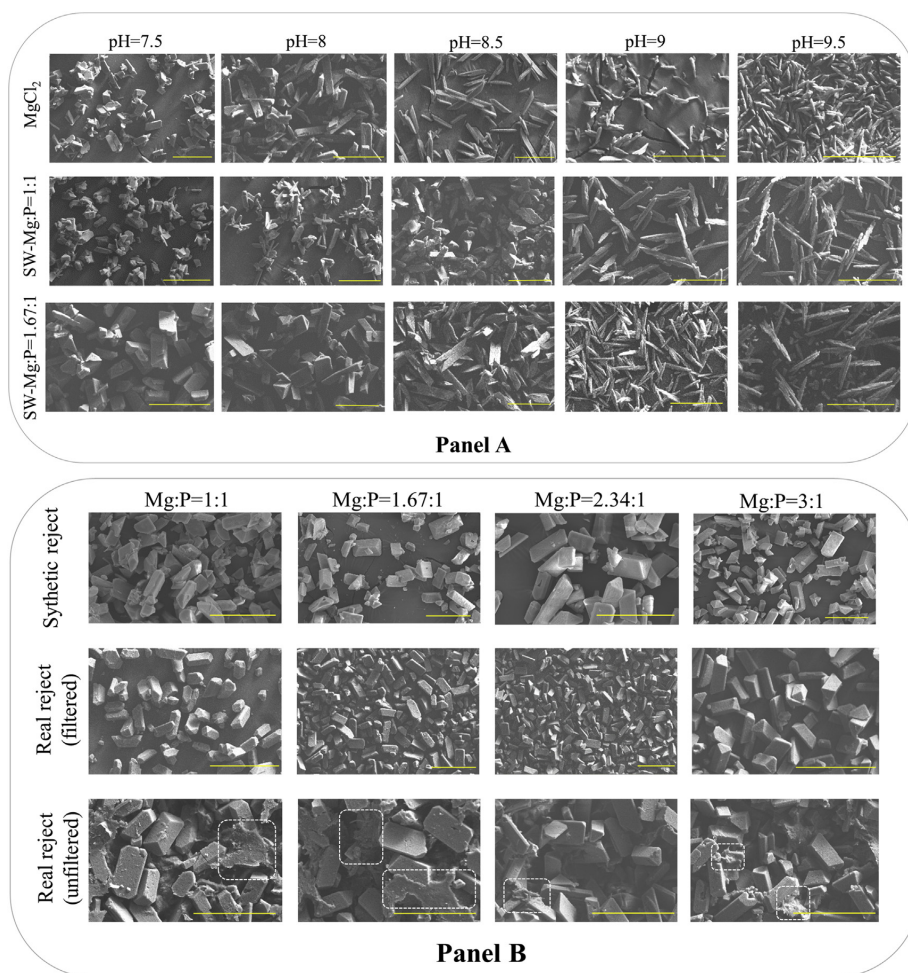 pH=7.5 pH=8 pH=8.5 pH=9 pH=9.5
MgCl2
SW-Mg:P=1:1
SW-Mg:P=1.67:1
Panel A
Mg:P=1:1 Mg:P=1.67:1 Mg:P=2.34:1 Mg:P=3:1
Sythetic reject
Real reject
(filtered)
Real reject
(unfiltered)
Panel B